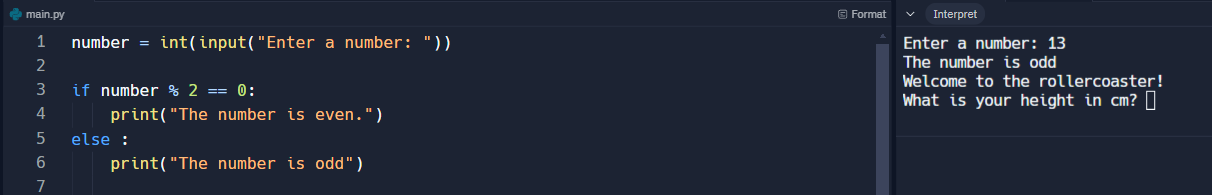 main.py
Format
1 number = int(input("Enter a number: "))
2
3 if number % 2 == 0:
4     print("The number is even.")
5 else :
6     print("The number is odd")
7
Interpret
Enter a number: 13
The number is odd
Welcome to the rollercoaster!
What is your height in cm?